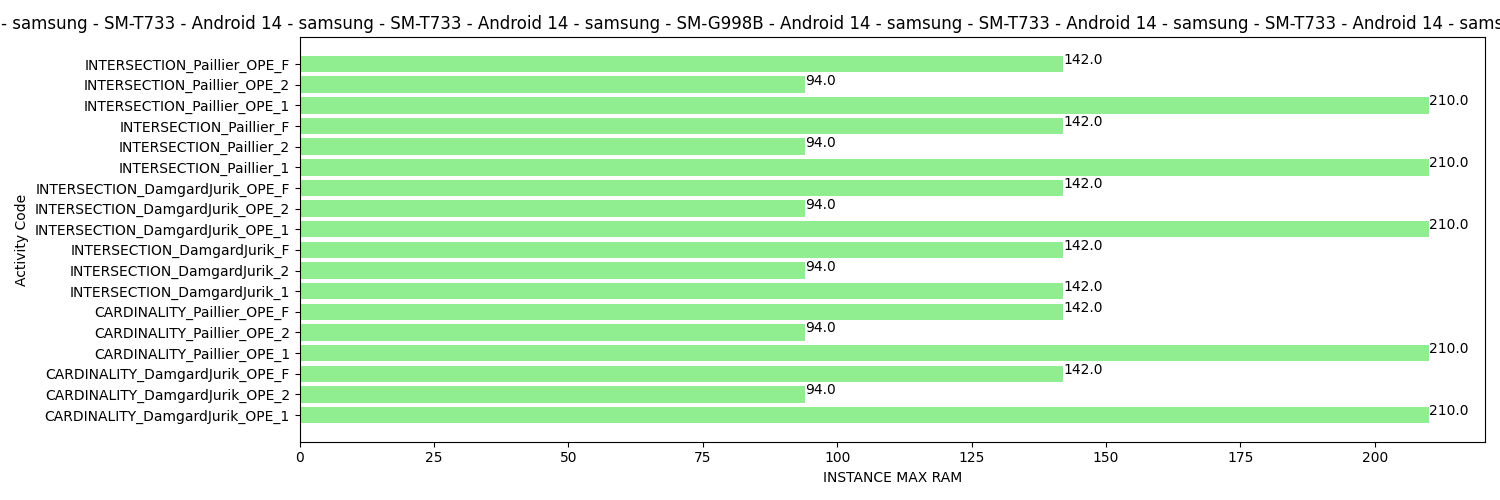 - samsung - SM-T733 - Android 14 - samsung - SM-T733 - Android 14 - samsung - SM-G998B - Android 14 - samsung - SM-T733 - Android 14 - samsung - SM-T733 - Android 14 - sams
INTERSECTION_Paillier_OPE_F 142.0
INTERSECTION_Paillier_OPE_2 94.0
INTERSECTION_Paillier_OPE_1 210.0
INTERSECTION_Paillier_F 142.0
INTERSECTION_Paillier_2 94.0
INTERSECTION_Paillier_1 210.0
INTERSECTION_DamgardJurik_OPE_F 142.0
INTERSECTION_DamgardJurik_OPE_2 94.0
INTERSECTION_DamgardJurik_OPE_1 210.0
INTERSECTION_DamgardJurik_F 142.0
INTERSECTION_DamgardJurik_2 94.0
INTERSECTION_DamgardJurik_1 142.0
CARDINALITY_Paillier_OPE_F 142.0
CARDINALITY_Paillier_OPE_2 94.0
CARDINALITY_Paillier_OPE_1 210.0
CARDINALITY_DamgardJurik_OPE_F 142.0
CARDINALITY_DamgardJurik_OPE_2 94.0
CARDINALITY_DamgardJurik_OPE_1 210.0
Activity Code
0 25 50 75 100 125 150 175 200
INSTANCE MAX RAM